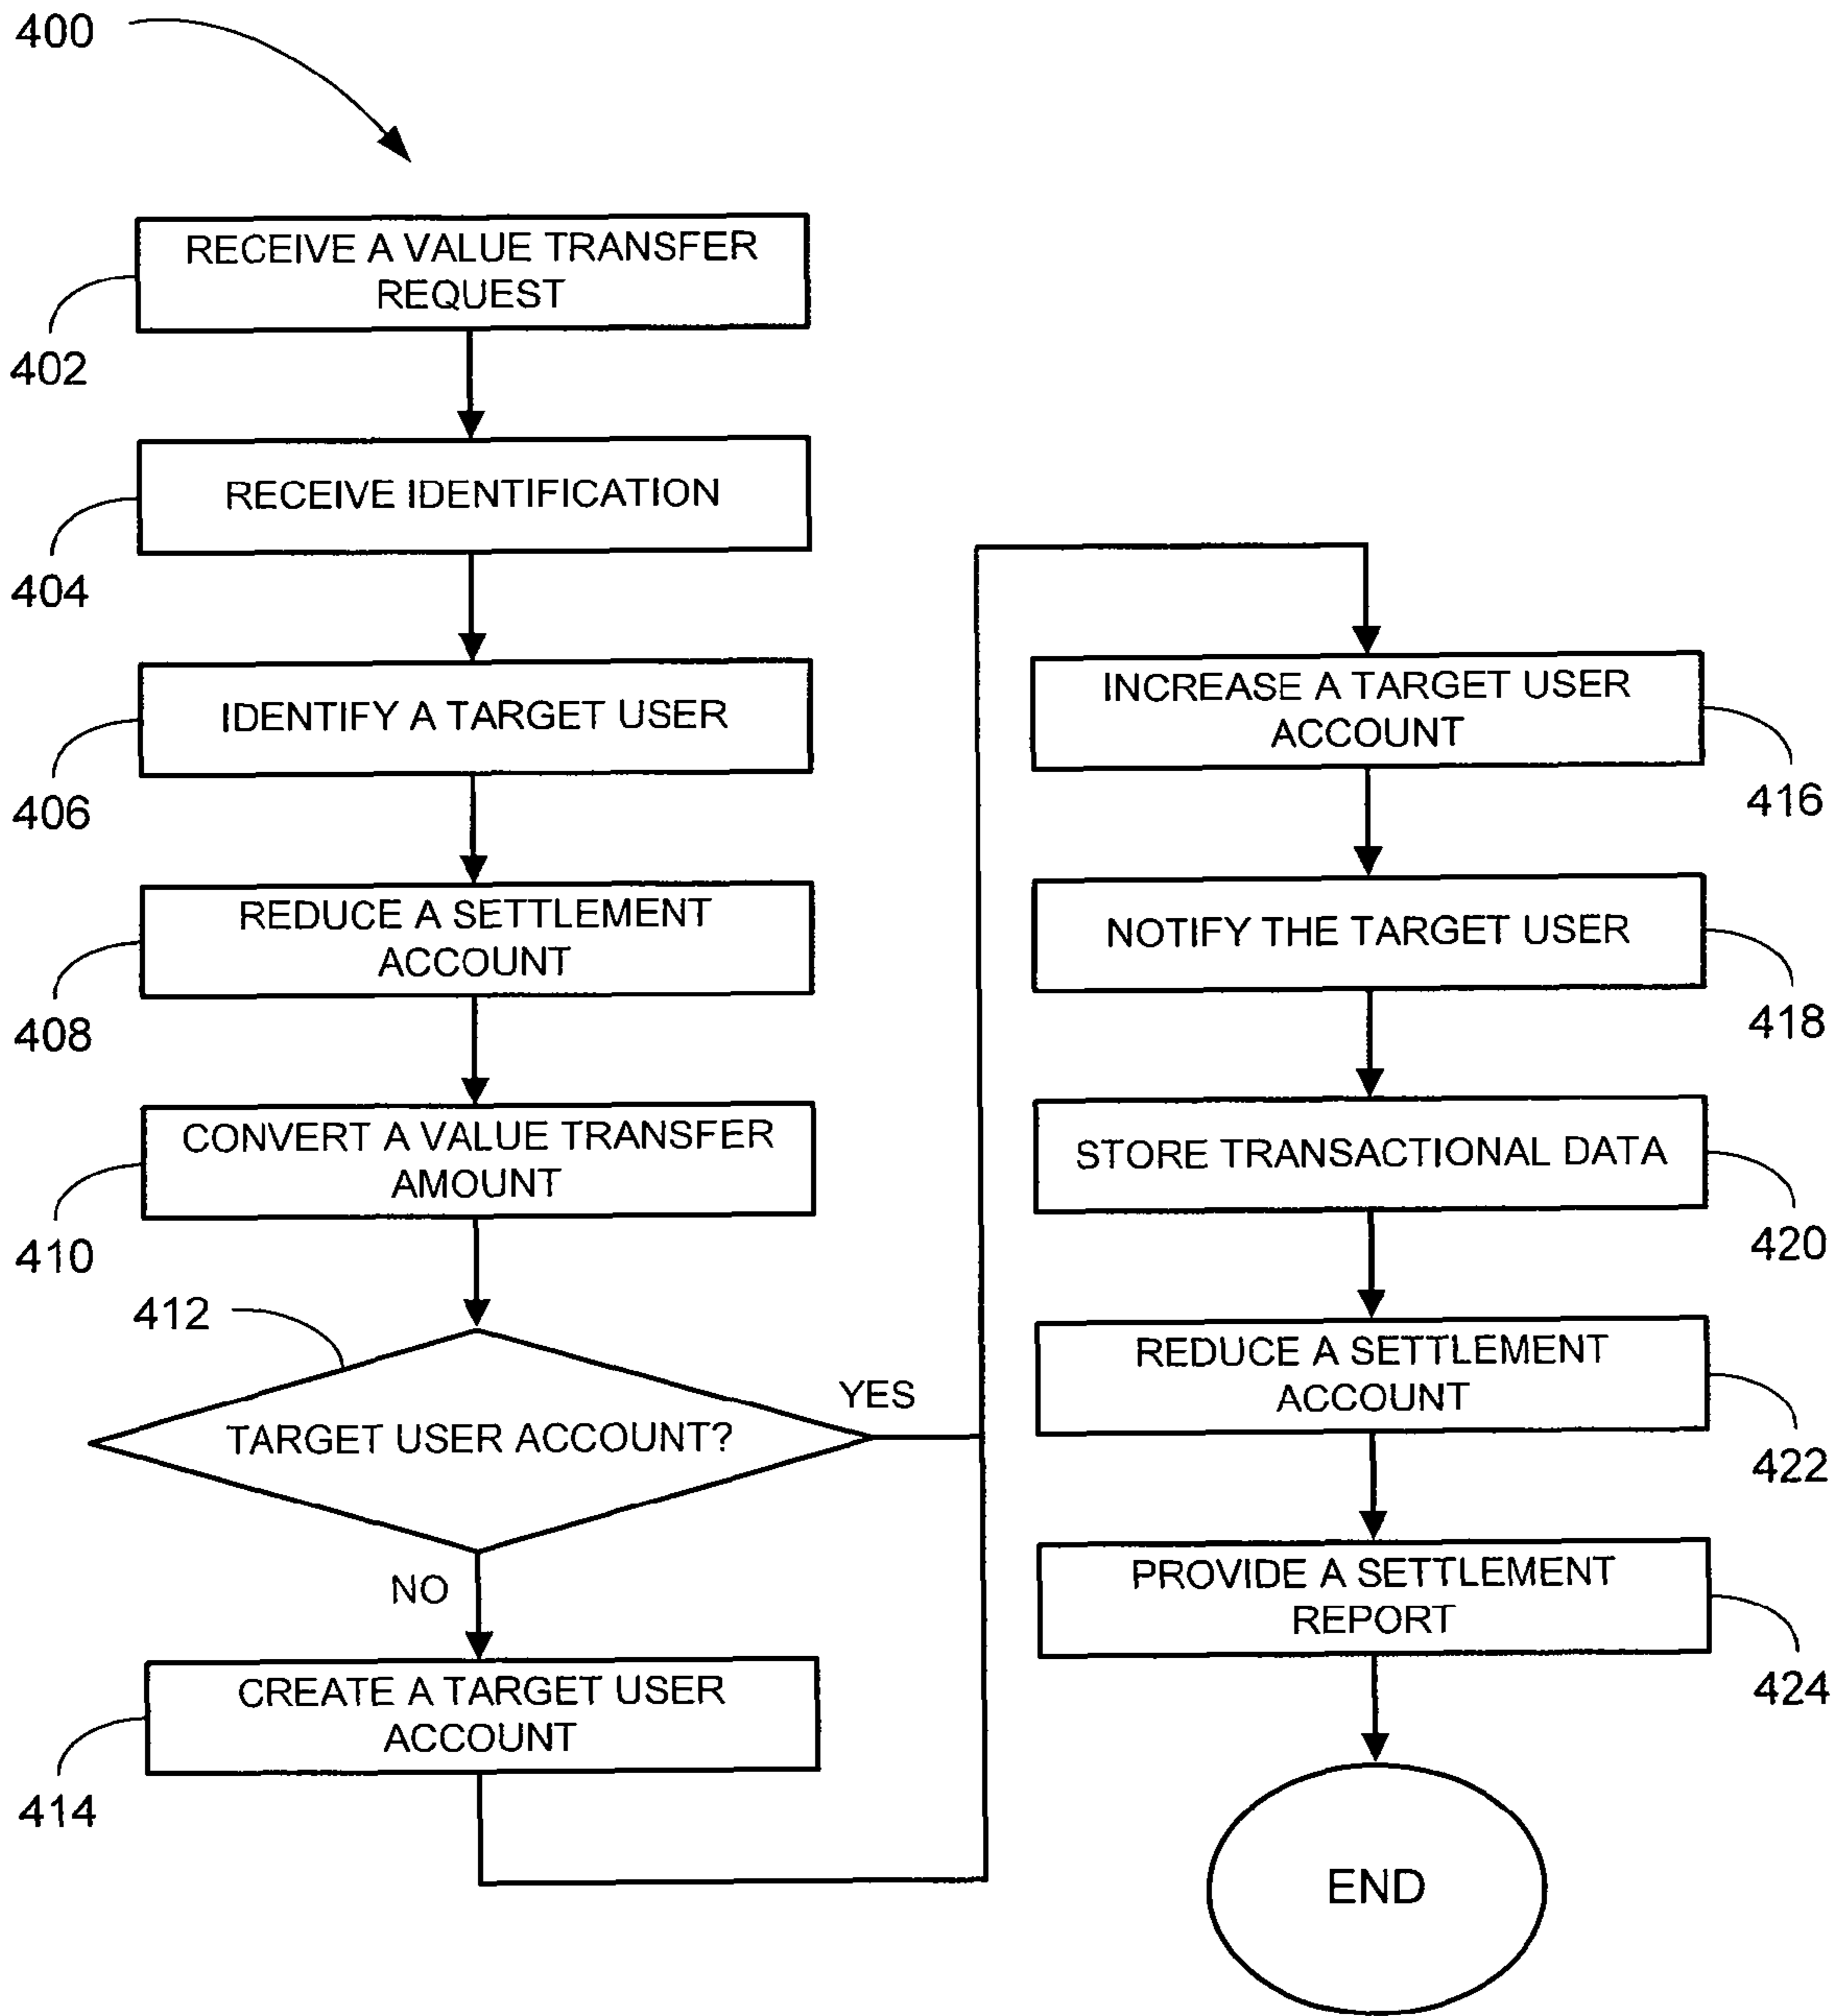 400
RECEIVE A VALUE TRANSFER
REQUEST
402
RECEIVE IDENTIFICATION
404
IDENTIFY A TARGET USER
406
REDUCE A SETTLEMENT
ACCOUNT
408
CONVERT A VALUE TRANSFER
AMOUNT
410
412
TARGET USER ACCOUNT?
YES
NO
CREATE A TARGET USER
ACCOUNT
414
INCREASE A TARGET USER
ACCOUNT
416
NOTIFY THE TARGET USER
418
STORE TRANSACTIONAL DATA
420
REDUCE A SETTLEMENT
ACCOUNT
422
PROVIDE A SETTLEMENT
REPORT
424
END